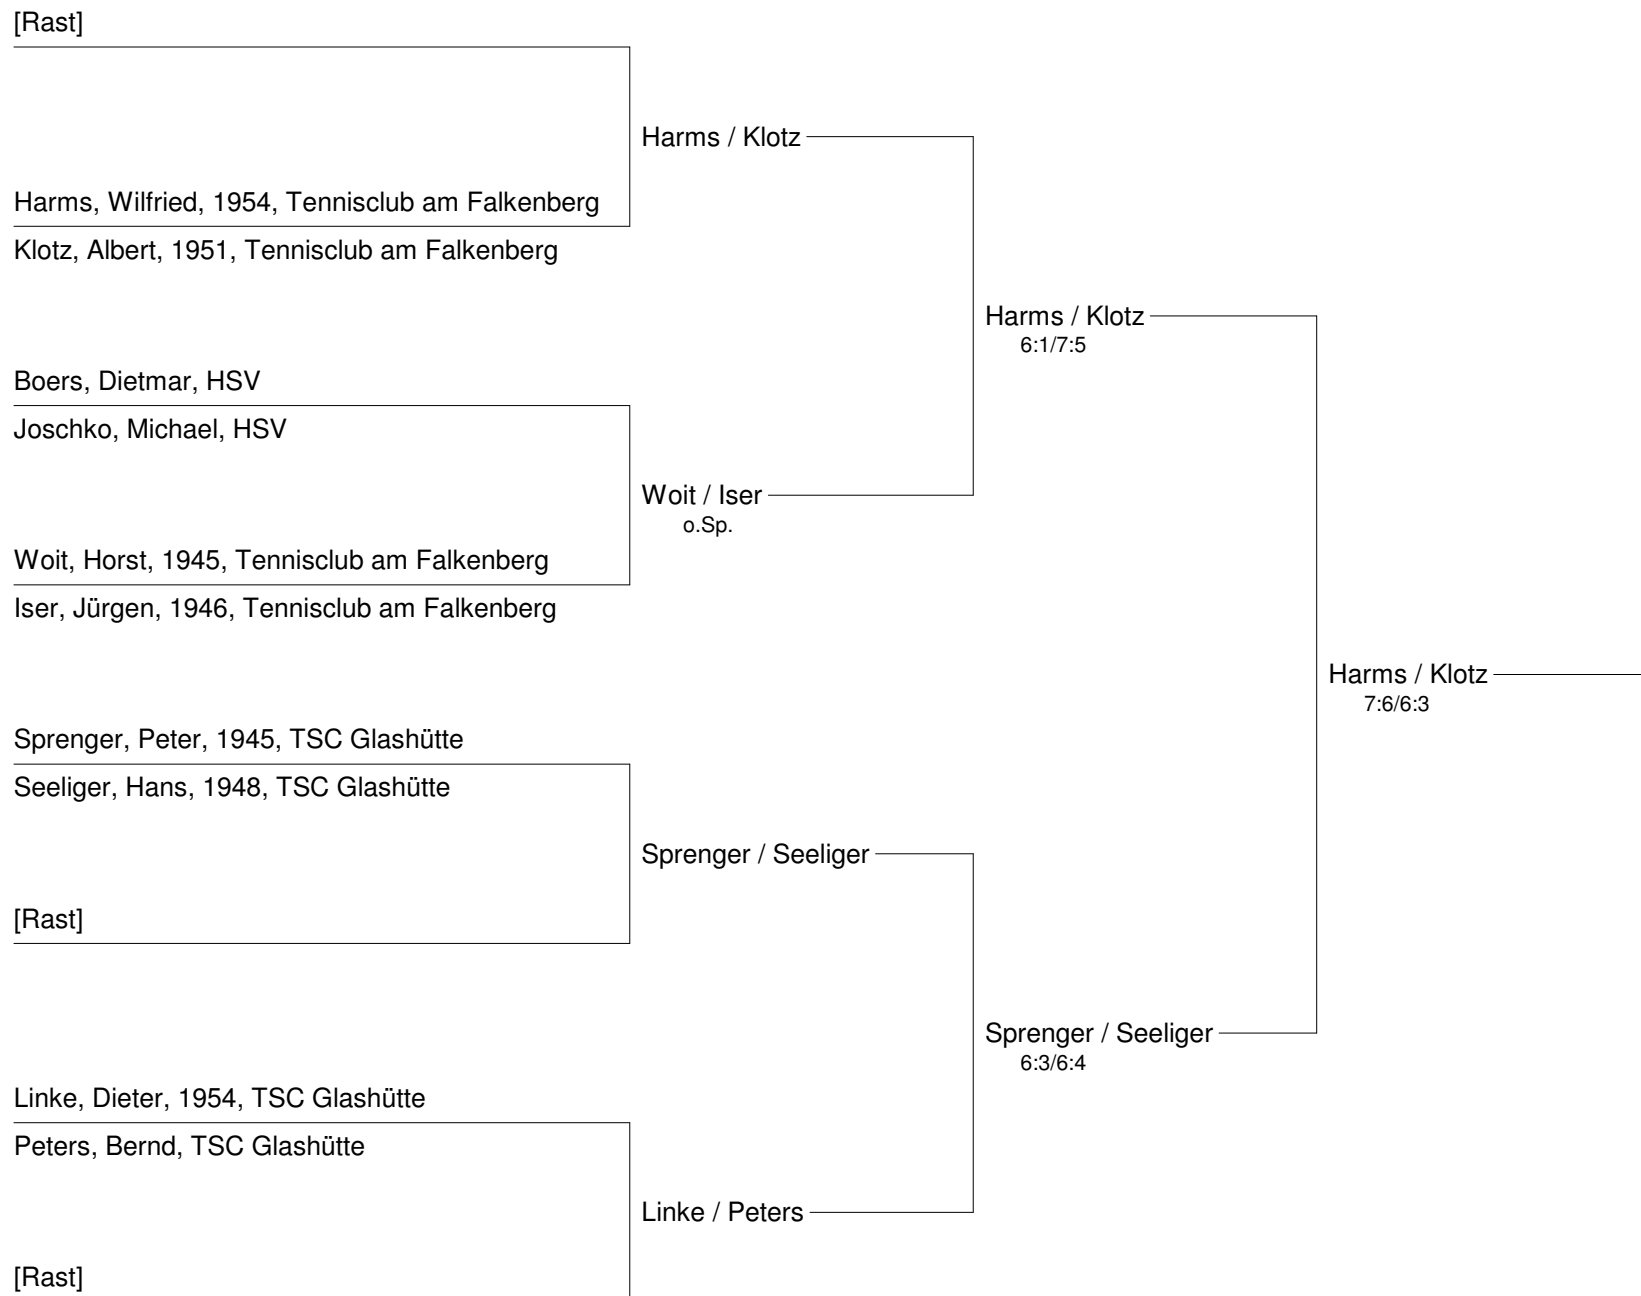 [Rast]
Harms / Klotz
Harms, Wilfried, 1954, Tennisclub am Falkenberg
Klotz, Albert, 1951, Tennisclub am Falkenberg
Harms / Klotz
6:1/7:5
Boers, Dietmar, HSV
Joschko, Michael, HSV
Woit / Iser
o.Sp.
Woit, Horst, 1945, Tennisclub am Falkenberg
Iser, Jürgen, 1946, Tennisclub am Falkenberg
Harms / Klotz
7:6/6:3
Sprenger, Peter, 1945, TSC Glashütte
Seeliger, Hans, 1948, TSC Glashütte
Sprenger / Seeliger
[Rast]
Sprenger / Seeliger
6:3/6:4
Linke, Dieter, 1954, TSC Glashütte
Peters, Bernd, TSC Glashütte
Linke / Peters
[Rast]